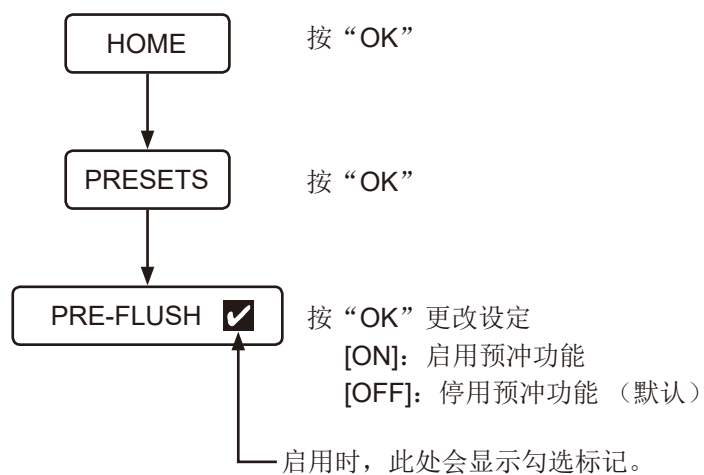 HOME 按“OK”
PRESETS 按“OK”
PRE-FLUSH ✔ 按“OK”更改设定
[ON]：启用预冲功能
[OFF]：停用预冲功能 （默认）
启用时，此处会显示勾选标记。